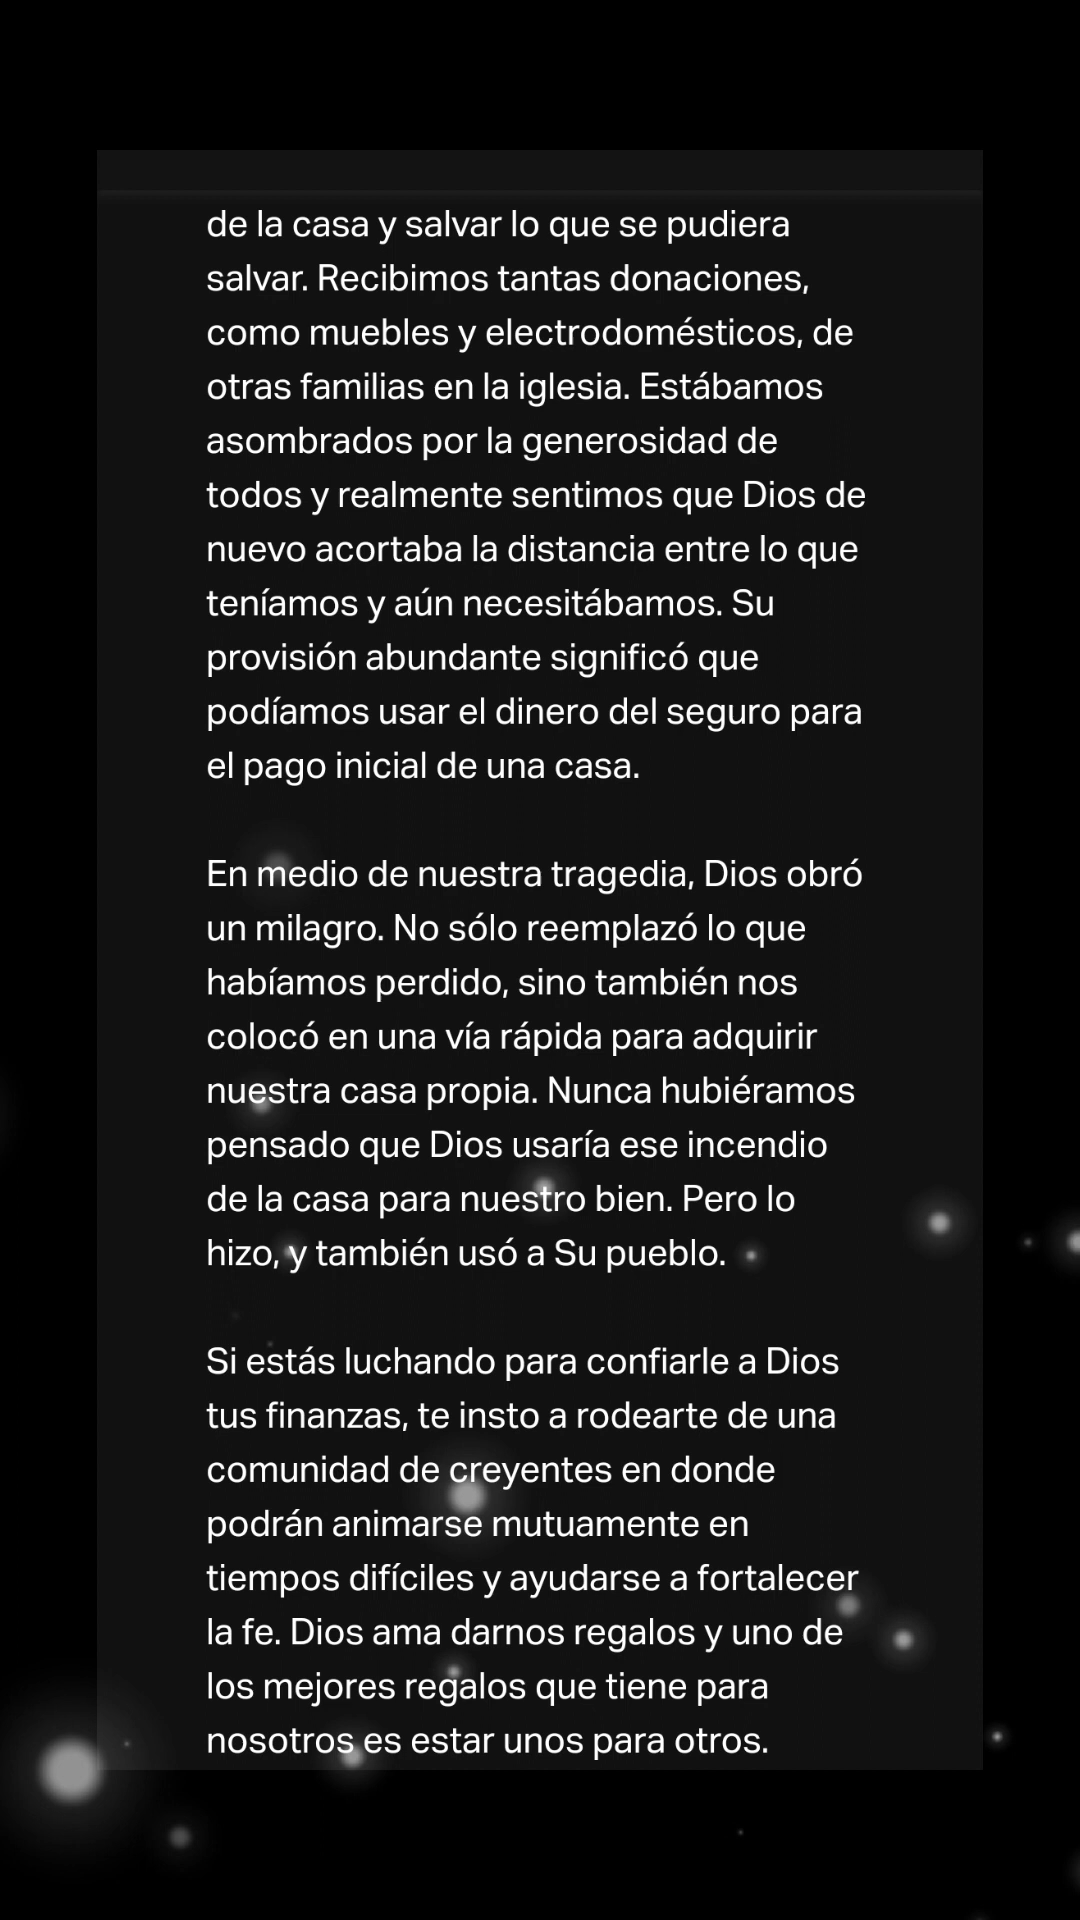 de la casa y salvar lo que se pudiera
salvar. Recibimos tantas donaciones,
como muebles y electrodomésticos, de
otras familias en la iglesia. Estábamos
asombrados por la generosidad de
todos y realmente sentimos que Dios de
nuevo acortaba la distancia entre lo que
teníamos y aún necesitábamos. Su
provisión abundante significó que
podíamos usar el dinero del seguro para
el pago inicial de una casa.
En medio de nuestra tragedia, Dios obró
un milagro. No sólo reemplazó lo que
habíamos perdido, sino también nos
colocó en una vía rápida para adquirir
nuestra casa propia. Nunca hubiéramos
pensado que Dios usaría ese incendio
de la casa para nuestro bien. Pero lo
hizo, y también usó a Su pueblo.
Si estás luchando para confiarle a Dios
tus finanzas, te insto a rodearte de una
comunidad de creyentes en donde
podrán animarse mutuamente en
tiempos difíciles y ayudarse a fortalecer
la fe. Dios ama darnos regalos y uno de
los mejores regalos que tiene para
nosotros es estar unos para otros.